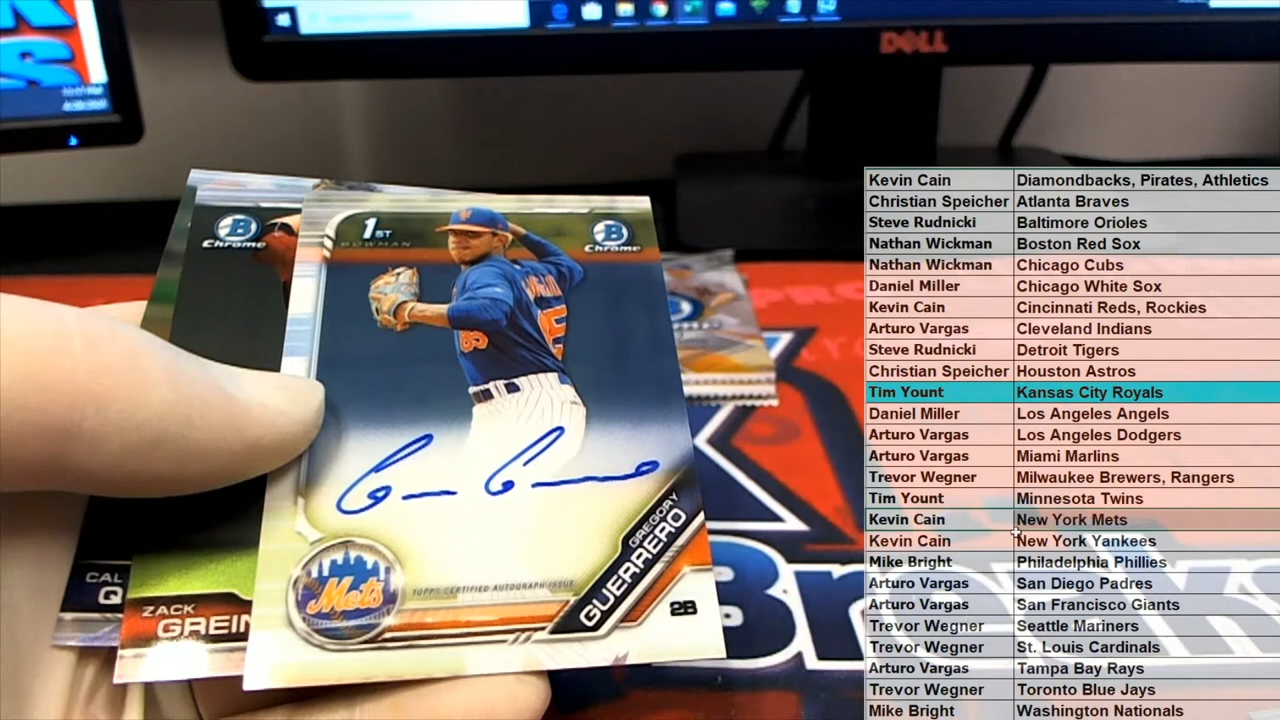 DELL
B
Chrome
1ST
BOWMAN
B
Chrome
85
CAL
Q
ZACK
GREIN
Mets
TOPPS CERTIFIED AUTOGRAPH ISSUE
GREGORY
GUERRERO
2B
Kevin Cain Diamondbacks, Pirates, Athletics
Christian Speicher Atlanta Braves
Steve Rudnicki Baltimore Orioles
Nathan Wickman Boston Red Sox
Nathan Wickman Chicago Cubs
Daniel Miller Chicago White Sox
Kevin Cain Cincinnati Reds, Rockies
Arturo Vargas Cleveland Indians
Steve Rudnicki Detroit Tigers
Christian Speicher Houston Astros
Tim Yount Kansas City Royals
Daniel Miller Los Angeles Angels
Arturo Vargas Los Angeles Dodgers
Arturo Vargas Miami Marlins
Trevor Wegner Milwaukee Brewers, Rangers
Tim Yount Minnesota Twins
Kevin Cain New York Mets
Kevin Cain New York Yankees
Mike Bright Philadelphia Phillies
Arturo Vargas San Diego Padres
Arturo Vargas San Francisco Giants
Trevor Wegner Seattle Mariners
Trevor Wegner St. Louis Cardinals
Arturo Vargas Tampa Bay Rays
Trevor Wegner Toronto Blue Jays
Mike Bright Washington Nationals